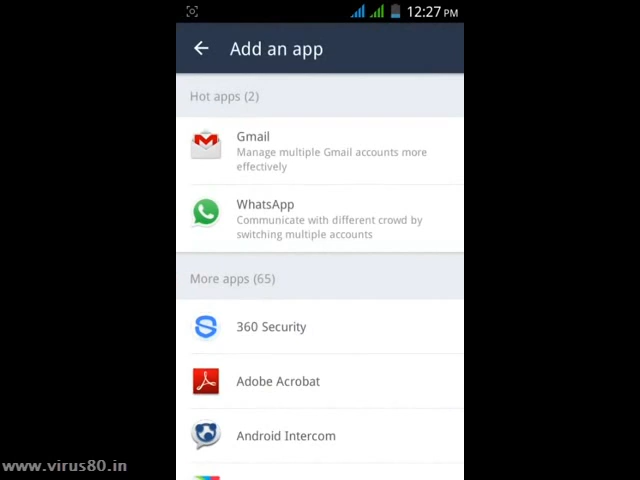 12:27 PM
Add an app
Hot apps (2)
Gmail
Manage multiple Gmail accounts more
effectively
WhatsApp
Communicate with different crowd by
switching multiple accounts
More apps (65)
360 Security
Adobe Acrobat
Android Intercom
www.virus80.in